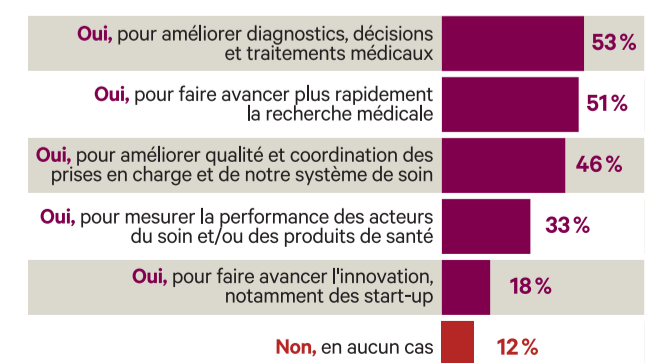 Oui, pour améliorer diagnostics, décisions
et traitements médicaux
53 %
Oui, pour faire avancer plus rapidement
la recherche médicale
51 %
Oui, pour améliorer qualité et coordination des
prises en charge et de notre système de soin
46 %
Oui, pour mesurer la performance des acteurs
du soin et/ou des produits de santé
33 %
Oui, pour faire avancer l'innovation,
notamment des start-up
18 %
Non, en aucun cas
12 %